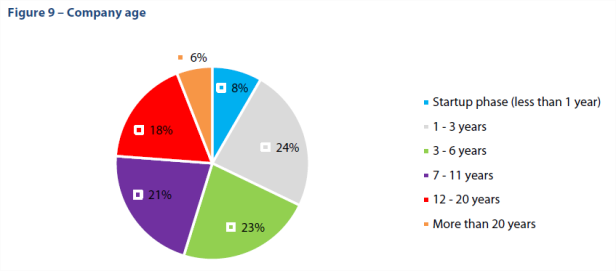 Figure 9 – Company age
6%
8%
24%
23%
21%
18%
Startup phase (less than 1 year)
1 - 3 years
3 - 6 years
7 - 11 years
12 - 20 years
More than 20 years